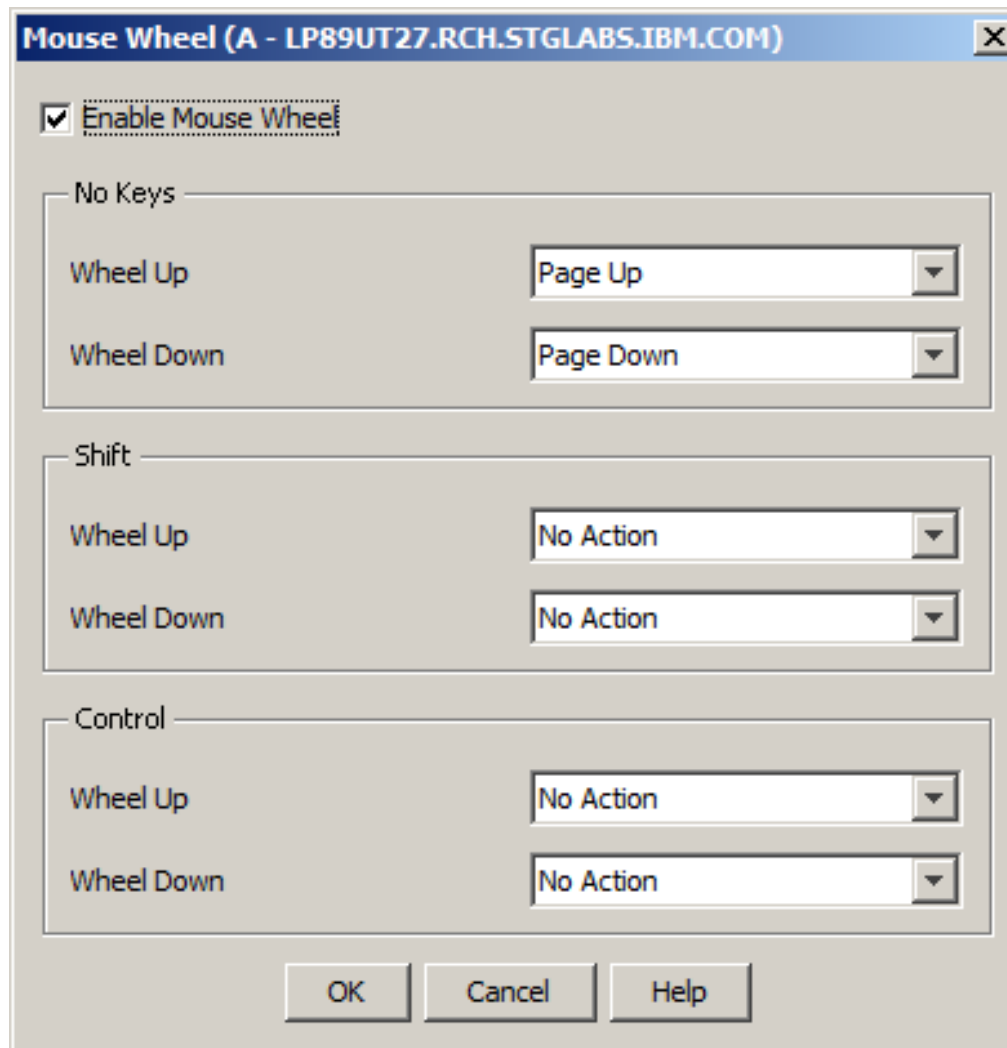 Mouse Wheel (A - LP89UT27.RCH.STGLABS.IBM.COM)
Enable Mouse Wheel
No Keys
Wheel Up Page Up
Wheel Down Page Down
Shift
Wheel Up No Action
Wheel Down No Action
Control
Wheel Up No Action
Wheel Down No Action
OK Cancel Help